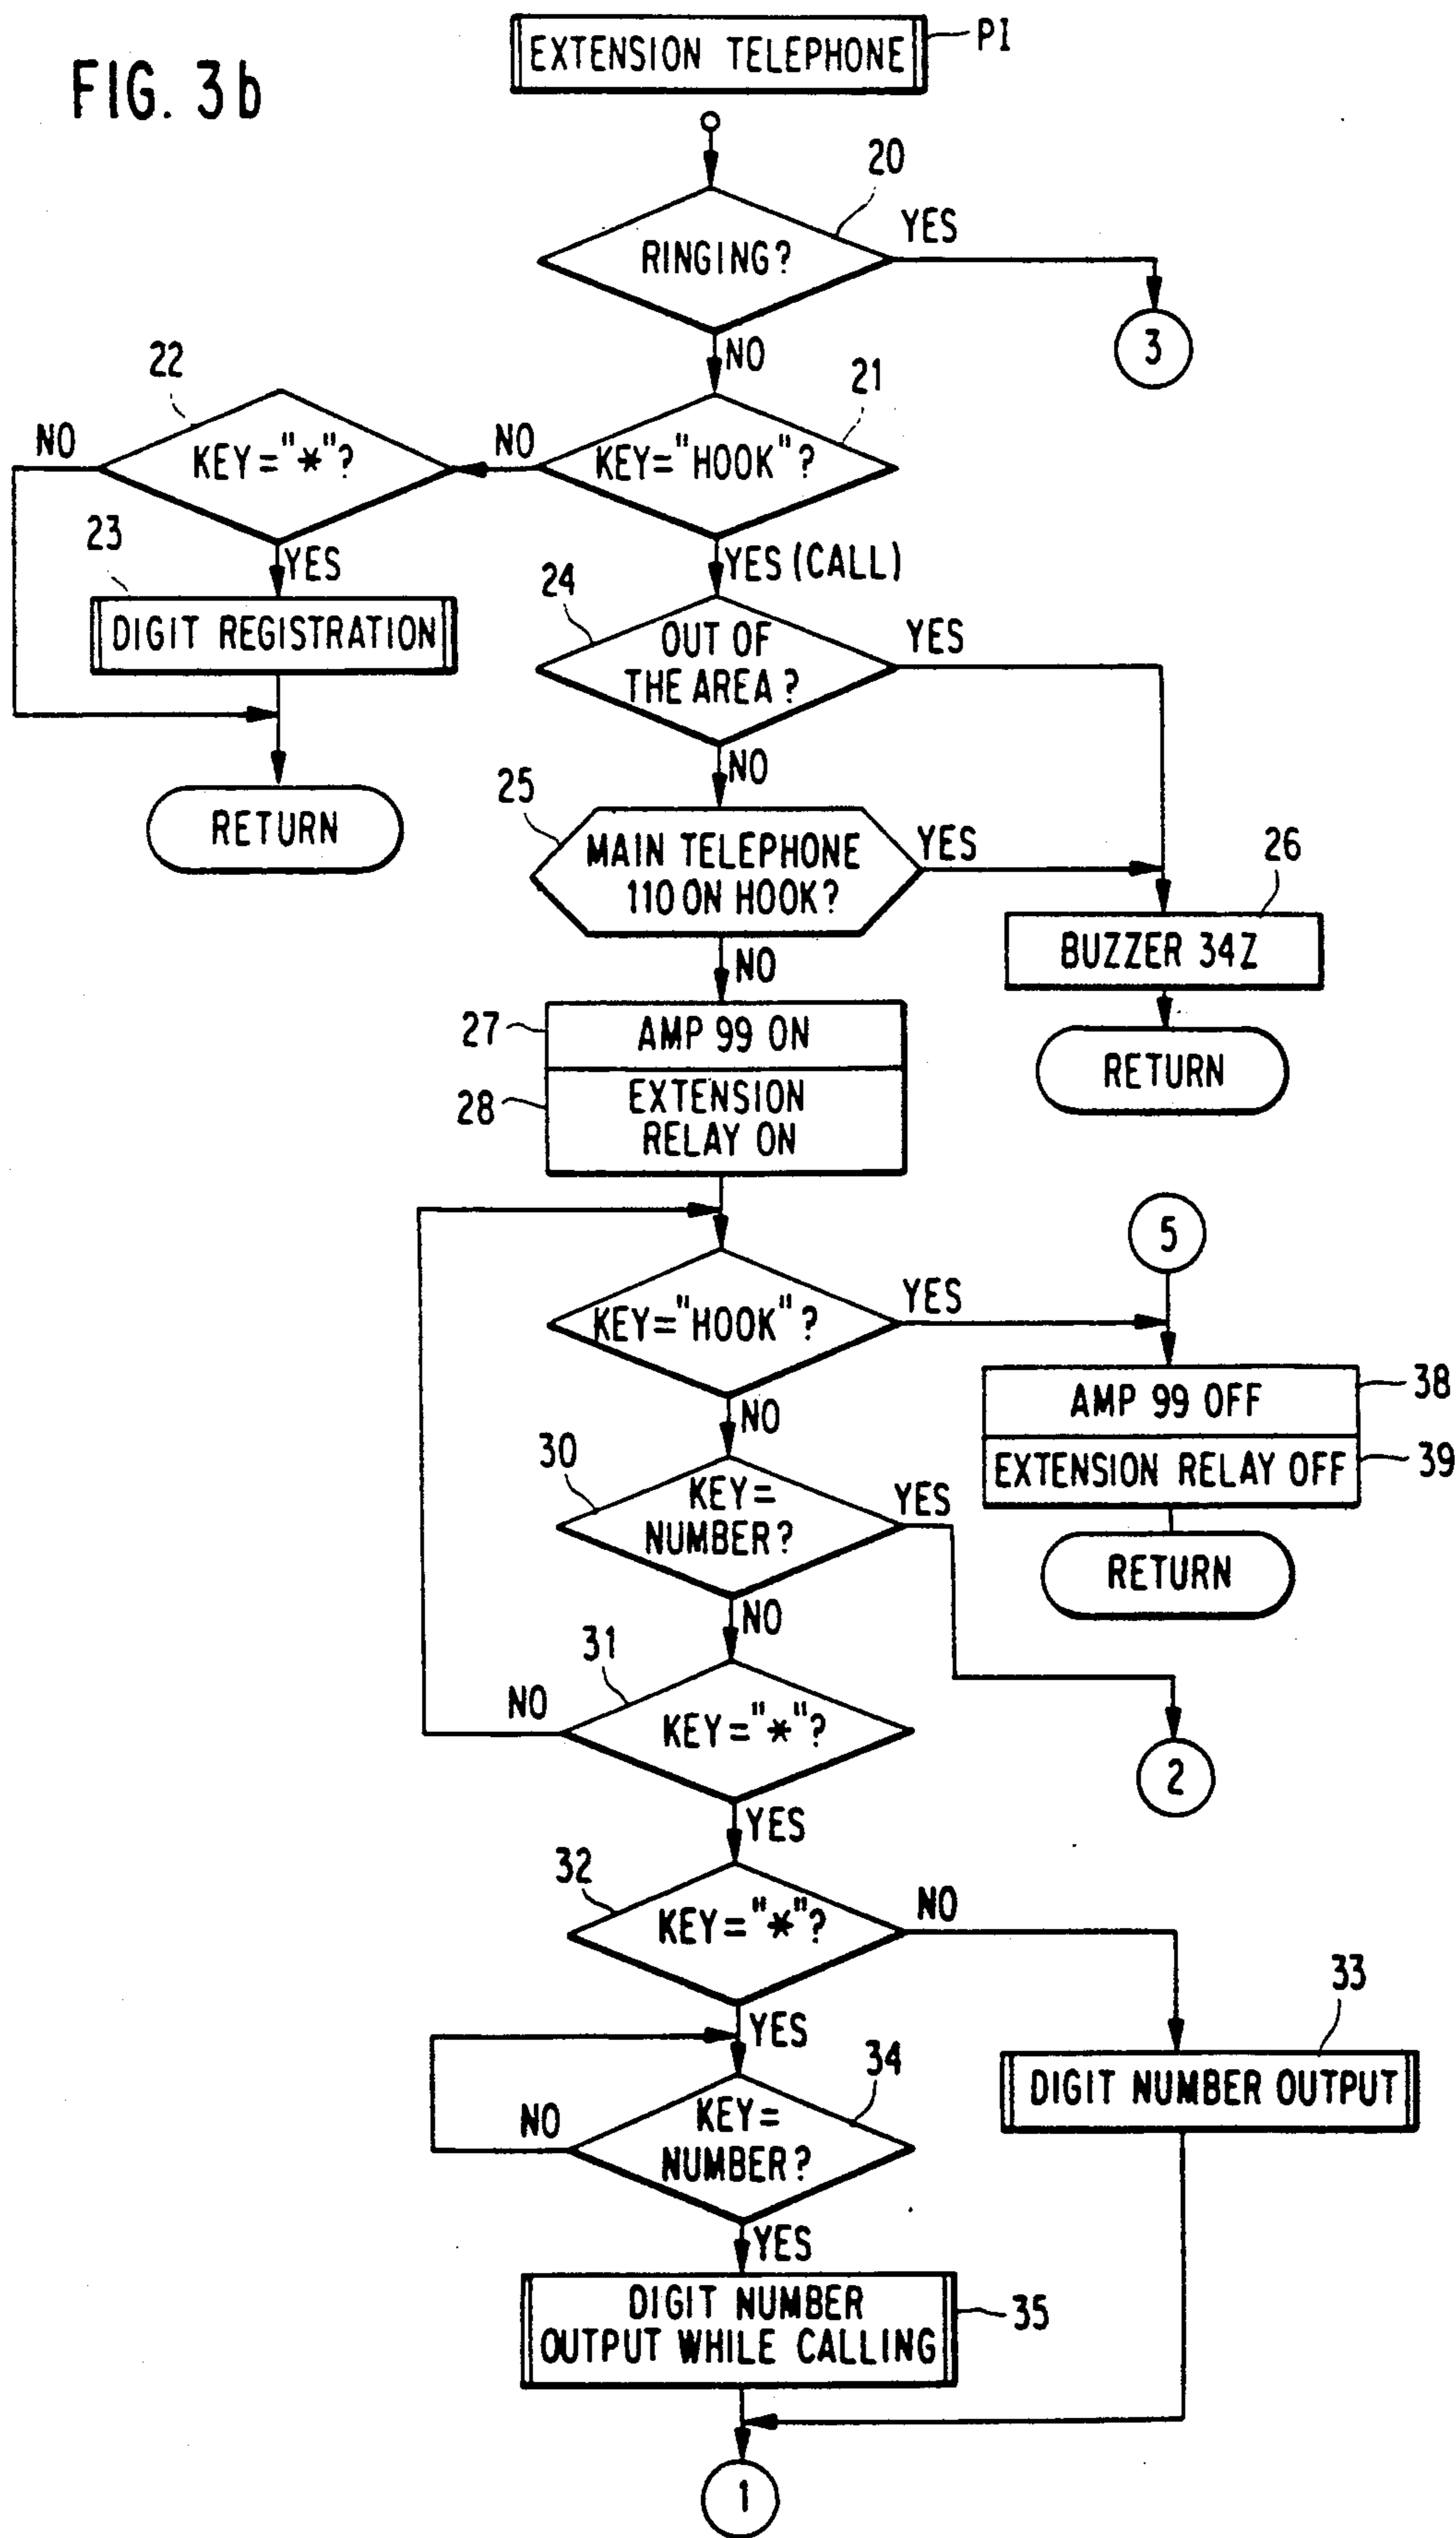 FIG. 3b
EXTENSION TELEPHONE
PI
20
RINGING?
YES
3
NO
22
21
NO
KEY="*"?
NO
KEY="HOOK"?
23
YES
YES (CALL)
DIGIT REGISTRATION
24
OUT OF
THE AREA?
YES
RETURN
NO
25
MAIN TELEPHONE
110 ON HOOK?
YES
26
BUZZER 34Z
NO
RETURN
27
AMP 99 ON
28
EXTENSION
RELAY ON
5
KEY="HOOK"?
YES
38
AMP 99 OFF
NO
39
EXTENSION RELAY OFF
30
KEY=
NUMBER?
YES
RETURN
NO
31
NO
KEY="*"?
2
YES
32
KEY="*"?
NO
33
YES
DIGIT NUMBER OUTPUT
34
NO
KEY=
NUMBER?
YES
DIGIT NUMBER
OUTPUT WHILE CALLING
35
1